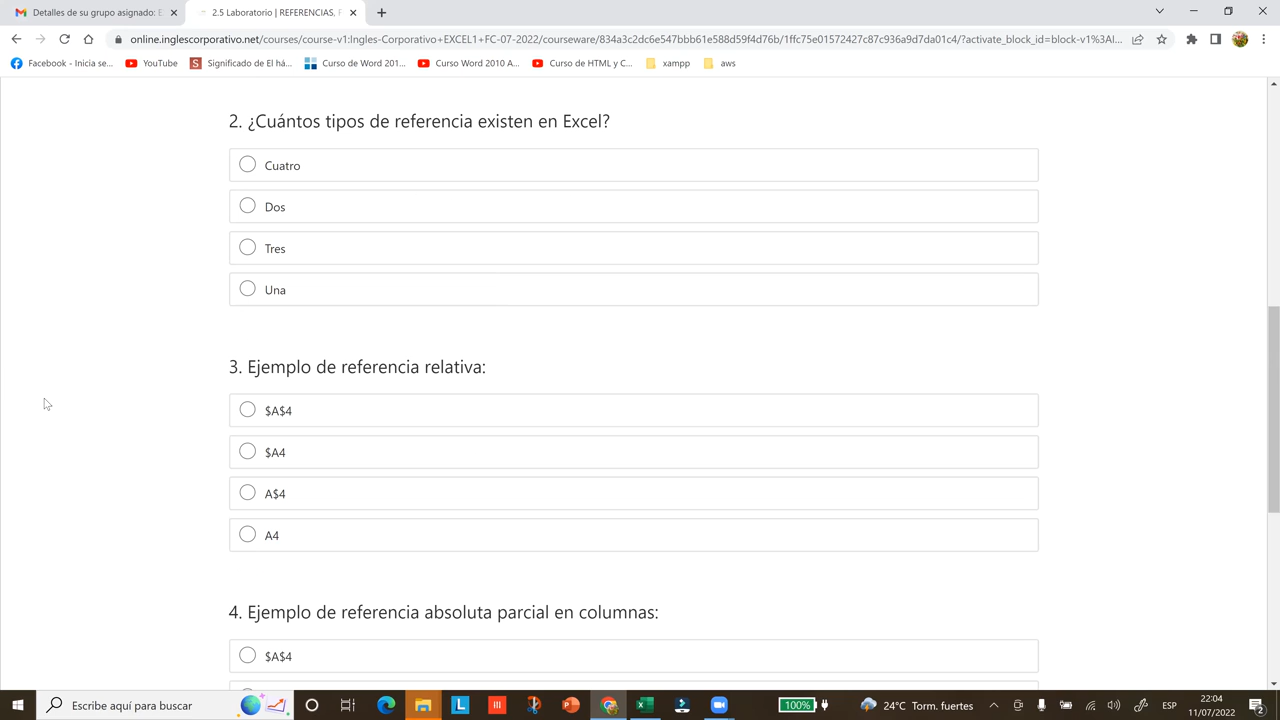 Detalles de su grupo asignado: E
2.5 Laboratorio | REFERENCIAS, F
online.inglescorporativo.net/courses/course-v1:Ingles-Corporativo+EXCEL1+FC-07-2022/courseware/834a3c2dc6e547bbb61e588d59f4d76b/1ffc75e01572427c87c936a9d7da01c4/?activate_block_id=block-v1%3AI...
Facebook - Inicia se...
YouTube
Significado de El há...
Curso de Word 201...
Curso Word 2010 A...
Curso de HTML y C...
xampp
aws
2. ¿Cuántos tipos de referencia existen en Excel?
Cuatro
Dos
Tres
Una
3. Ejemplo de referencia relativa:
$A$4
$A4
A$4
A4
4. Ejemplo de referencia absoluta parcial en columnas:
$A$4
Escribe aquí para buscar
100%
24°C Torm. fuertes
ESP
22:04
11/07/2022
2